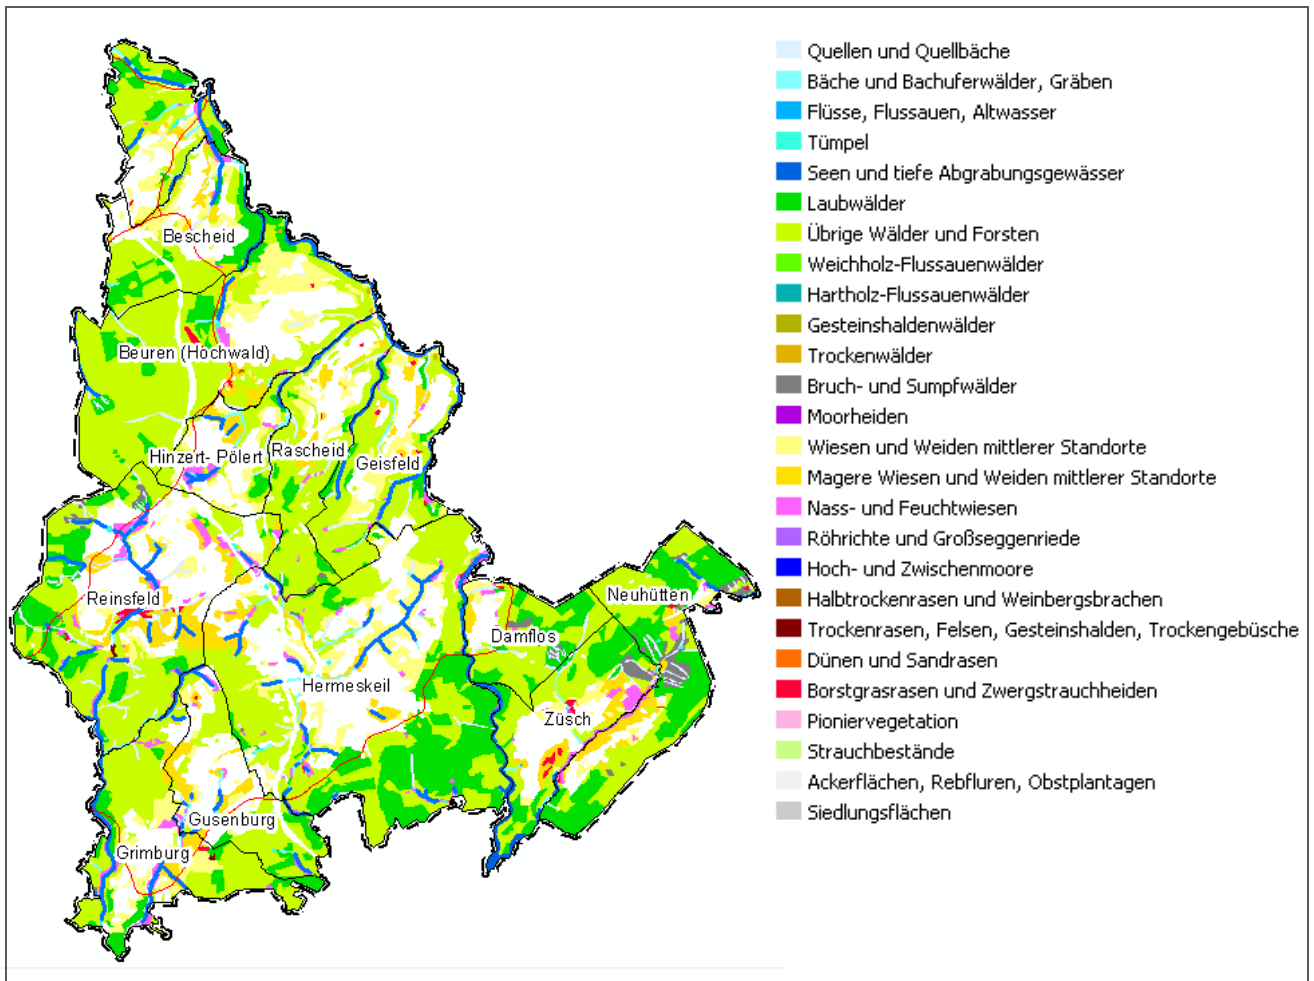 Bescheid
Beuren (Hochwald)
Hinzert- Pölert
Rascheid
Geisfeld
Reinsfeld
Neuhütten
Damflos
Hermeskeil
Züsch
Gusenburg
Grimburg
Quellen und Quellbäche
Bäche und Bachuferwälder, Gräben
Flüsse, Flussauen, Altwasser
Tümpel
Seen und tiefe Abgrabungsgewässer
Laubwälder
Übrige Wälder und Forsten
Weichholz-Flussauenwälder
Hartholz-Flussauenwälder
Gesteinshaldenwälder
Trockenwälder
Bruch- und Sumpfwälder
Moorheiden
Wiesen und Weiden mittlerer Standorte
Magere Wiesen und Weiden mittlerer Standorte
Nass- und Feuchtwiesen
Röhrichte und Großseggenriede
Hoch- und Zwischenmoore
Halbtrockenrasen und Weinbergsbrachen
Trockenrasen, Felsen, Gesteinshalden, Trockengebüsche
Dünen und Sandrasen
Borstgrasrasen und Zwergstrauchheiden
Pioniervegetation
Strauchbestände
Ackerflächen, Rebfluren, Obstplantagen
Siedlungsflächen